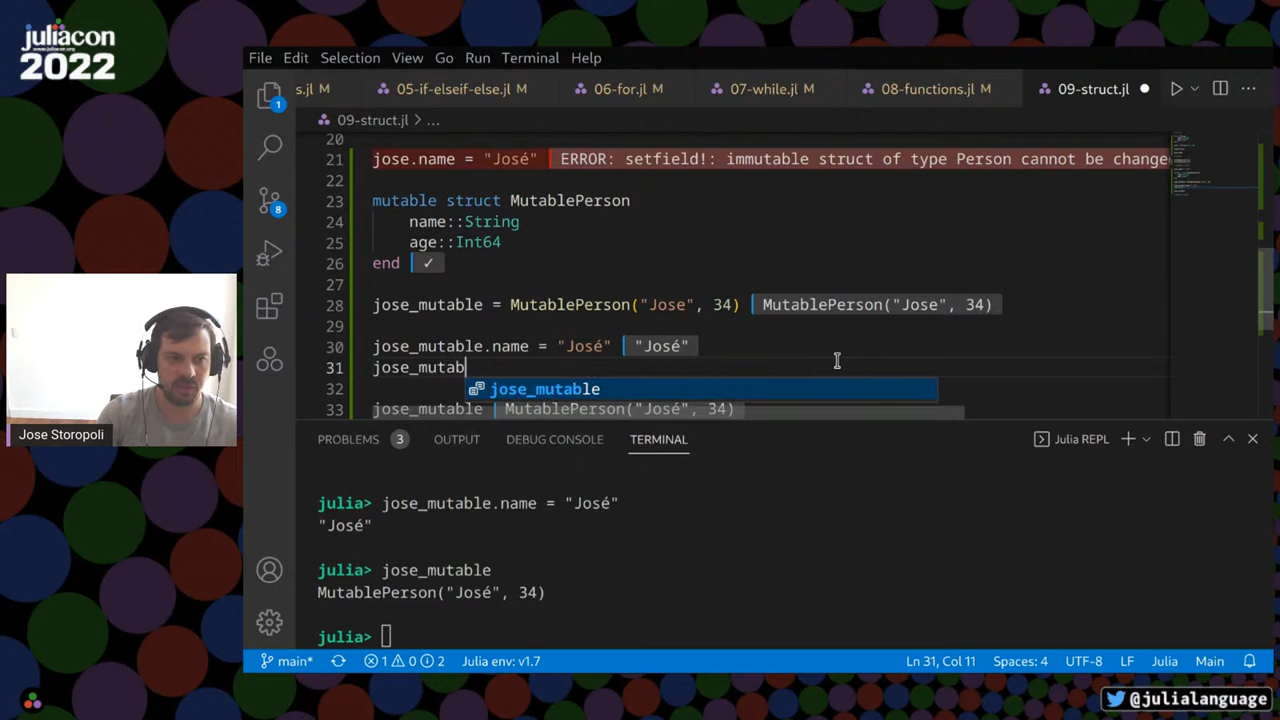 juliacon
www.juliacon.org
2022
File Edit Selection View Go Run Terminal Help
s.jl M 05-if-elseif-else.jl M 06-for.jl M 07-while.jl M 08-functions.jl M 09-struct.jl
1
09-struct.jl > ...
20
21 jose.name = "José" ERROR: setfield!: immutable struct of type Person cannot be change
22
23 mutable struct MutablePerson
24 name::String
25 age::Int64
26 end ✓
27
28 jose_mutable = MutablePerson("Jose", 34) MutablePerson("Jose", 34)
29
30 jose_mutable.name = "José" "José"
31 jose_mutab
32 jose_mutable
33 jose_mutable MutablePerson("José", 34)
8
Jose Storopoli
PROBLEMS 3 OUTPUT DEBUG CONSOLE TERMINAL Julia REPL
julia> jose_mutable.name = "José"
"José"
julia> jose_mutable
MutablePerson("José", 34)
julia>
main* 1 0 2 Julia env: v1.7 Ln 31, Col 11 Spaces: 4 UTF-8 LF Julia Main
@julialanguage